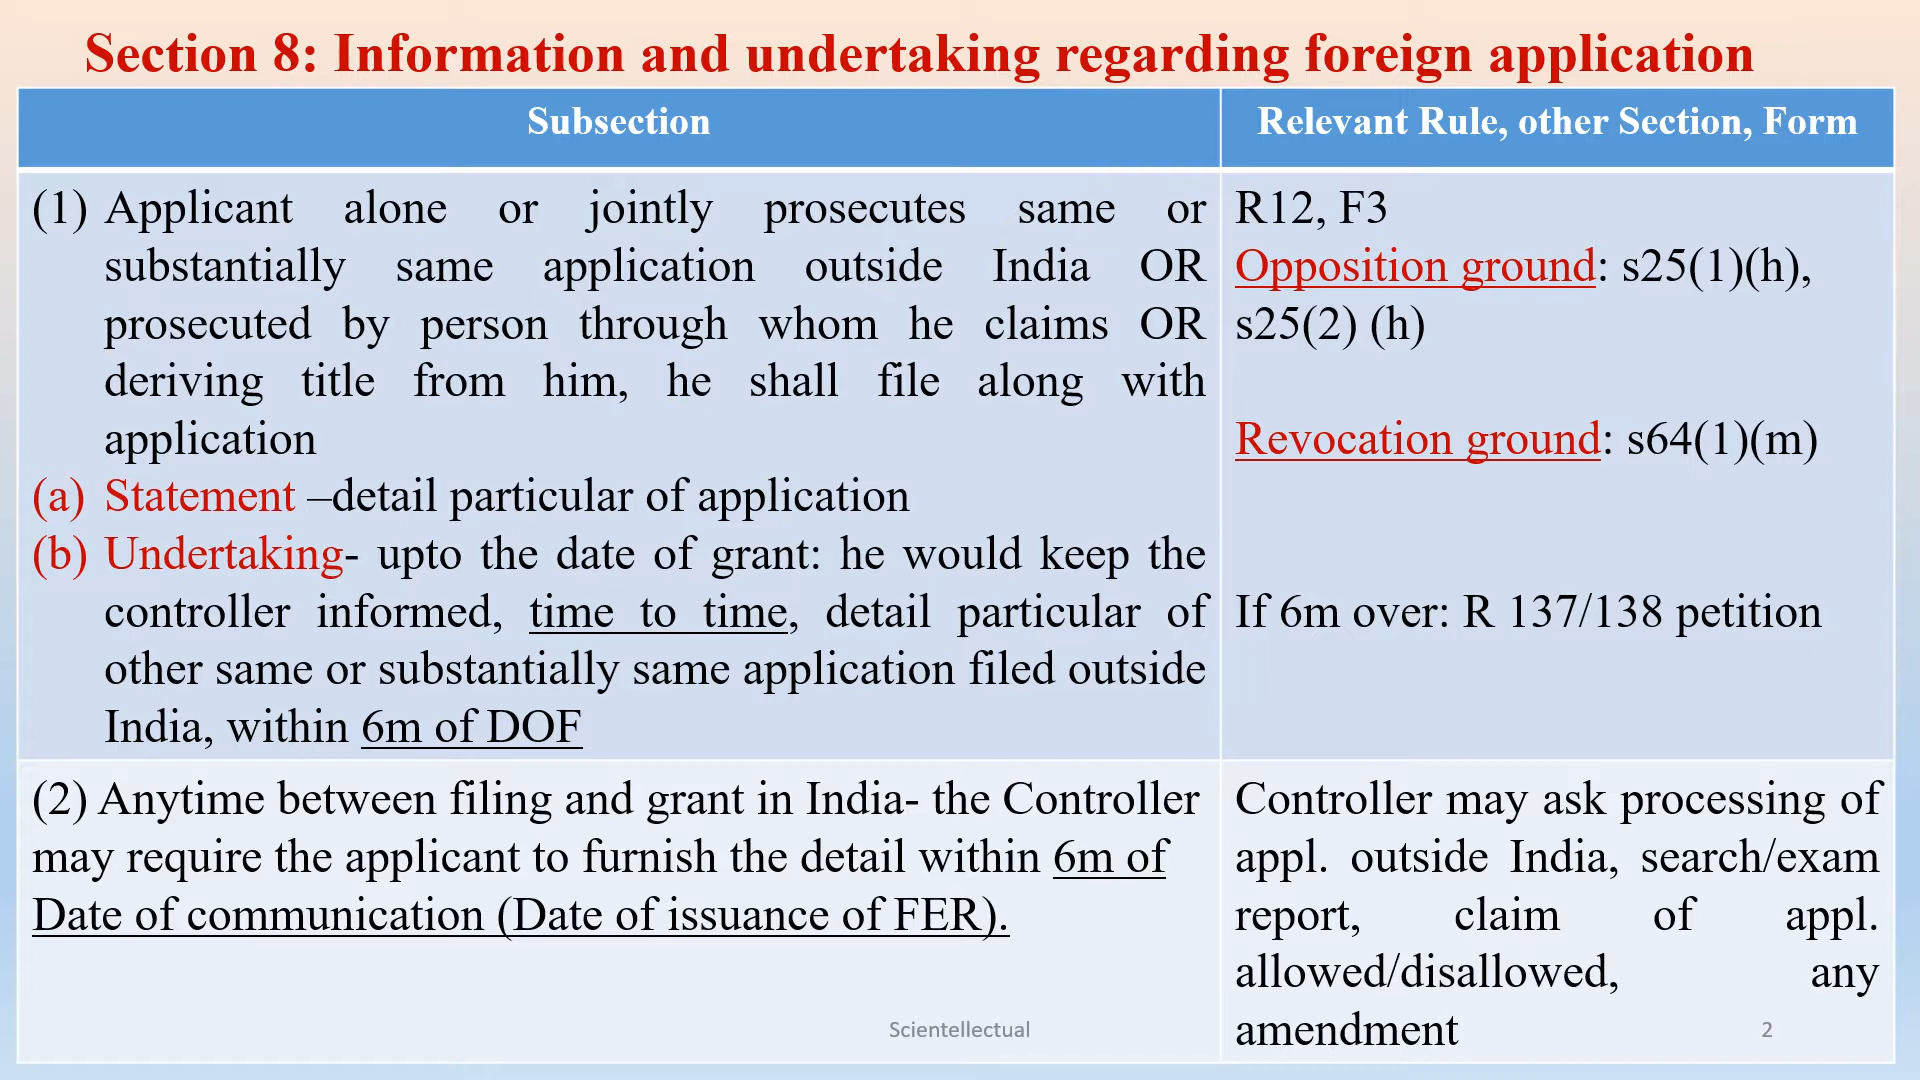 Section 8: Information and undertaking regarding foreign application
Subsection
Relevant Rule, other Section, Form
(1) Applicant alone or jointly prosecutes same or
substantially same application outside India OR
prosecuted by person through whom he claims OR
deriving title from him, he shall file along with
application
(a) Statement –detail particular of application
(b) Undertaking- upto the date of grant: he would keep the
controller informed, time to time, detail particular of
other same or substantially same application filed outside
India, within 6m of DOF
R12, F3
Opposition ground: s25(1)(h),
s25(2) (h)
Revocation ground: s64(1)(m)
If 6m over: R 137/138 petition
(2) Anytime between filing and grant in India- the Controller
may require the applicant to furnish the detail within 6m of
Date of communication (Date of issuance of FER).
Controller may ask processing of
appl. outside India, search/exam
report, claim of appl.
allowed/disallowed, any
amendment
Scientellectual
2